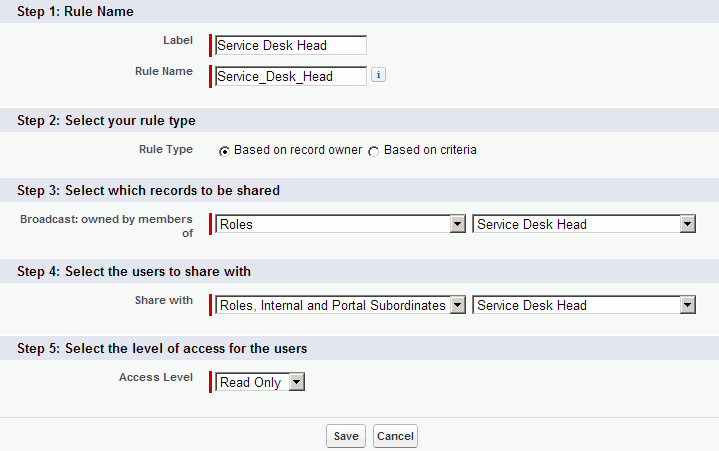 Step 1: Rule Name
Label Service Desk Head
Rule Name Service_Desk_Head i
Step 2: Select your rule type
Rule Type Based on record owner Based on criteria
Step 3: Select which records to be shared
Broadcast: owned by members of Roles Service Desk Head
Step 4: Select the users to share with
Share with Roles, Internal and Portal Subordinates Service Desk Head
Step 5: Select the level of access for the users
Access Level Read Only
Save Cancel